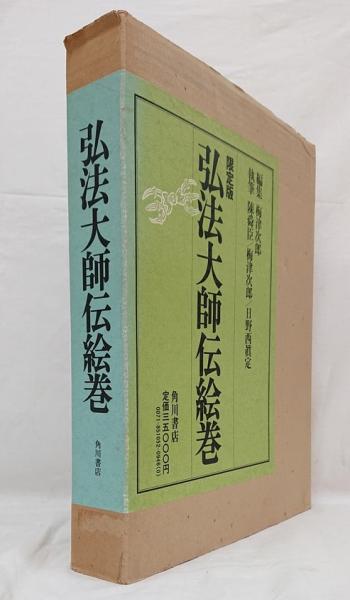 編集 梅津次郎
執筆 陳舜臣/梅津次郎/日野西眞定
限定版
弘法大師伝絵巻
角川書店
定価三五〇〇〇円
弘法大師伝絵巻
角川書店